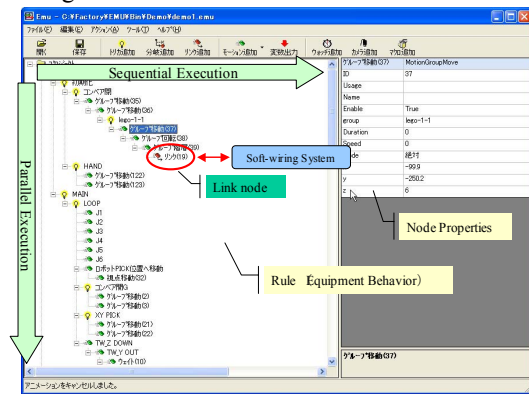 Emu - C:¥Factory¥EMU¥Bin¥Demo¥demo1.emu
ファイル(F) 編集(E) アクション(A) ツール(T) ヘルプ(H)
開く 保存 トリガ追加 分岐追加 リンク追加 モーション追加 変数出力 ウォッチ追加 カメラ追加 マクロ追加
Sequential Execution
Parallel Execution
コンベア開
グループ移動(35)
グループ移動(36)
lego-1-1
グループ移動(37)
グループ回転(38)
リンク(19)
Soft-wiring System
Link node
HAND
グループ移動(122)
グループ移動(123)
MAIN
LOOP
J1
J2
J3
J4
J5
J6
ロボットPICK位置へ移動
視点移動(32)
コンベア開G
グループ移動(2)
グループ移動(3)
XY PICK
グループ移動(21)
グループ移動(22)
TW_Z DOWN
TW_Y OUT
ウェイト(10)
Rule (Equipment Behavior)
グループ移動(37) MotionGroupMove
ID 37
Usage
Name
Enable True
group lego-1-1
Duration 0
Speed 0
絶対
-99.9
y -250.2
z 6
Node Properties
グループ移動(37)
アニメーションをキャンセルしました。